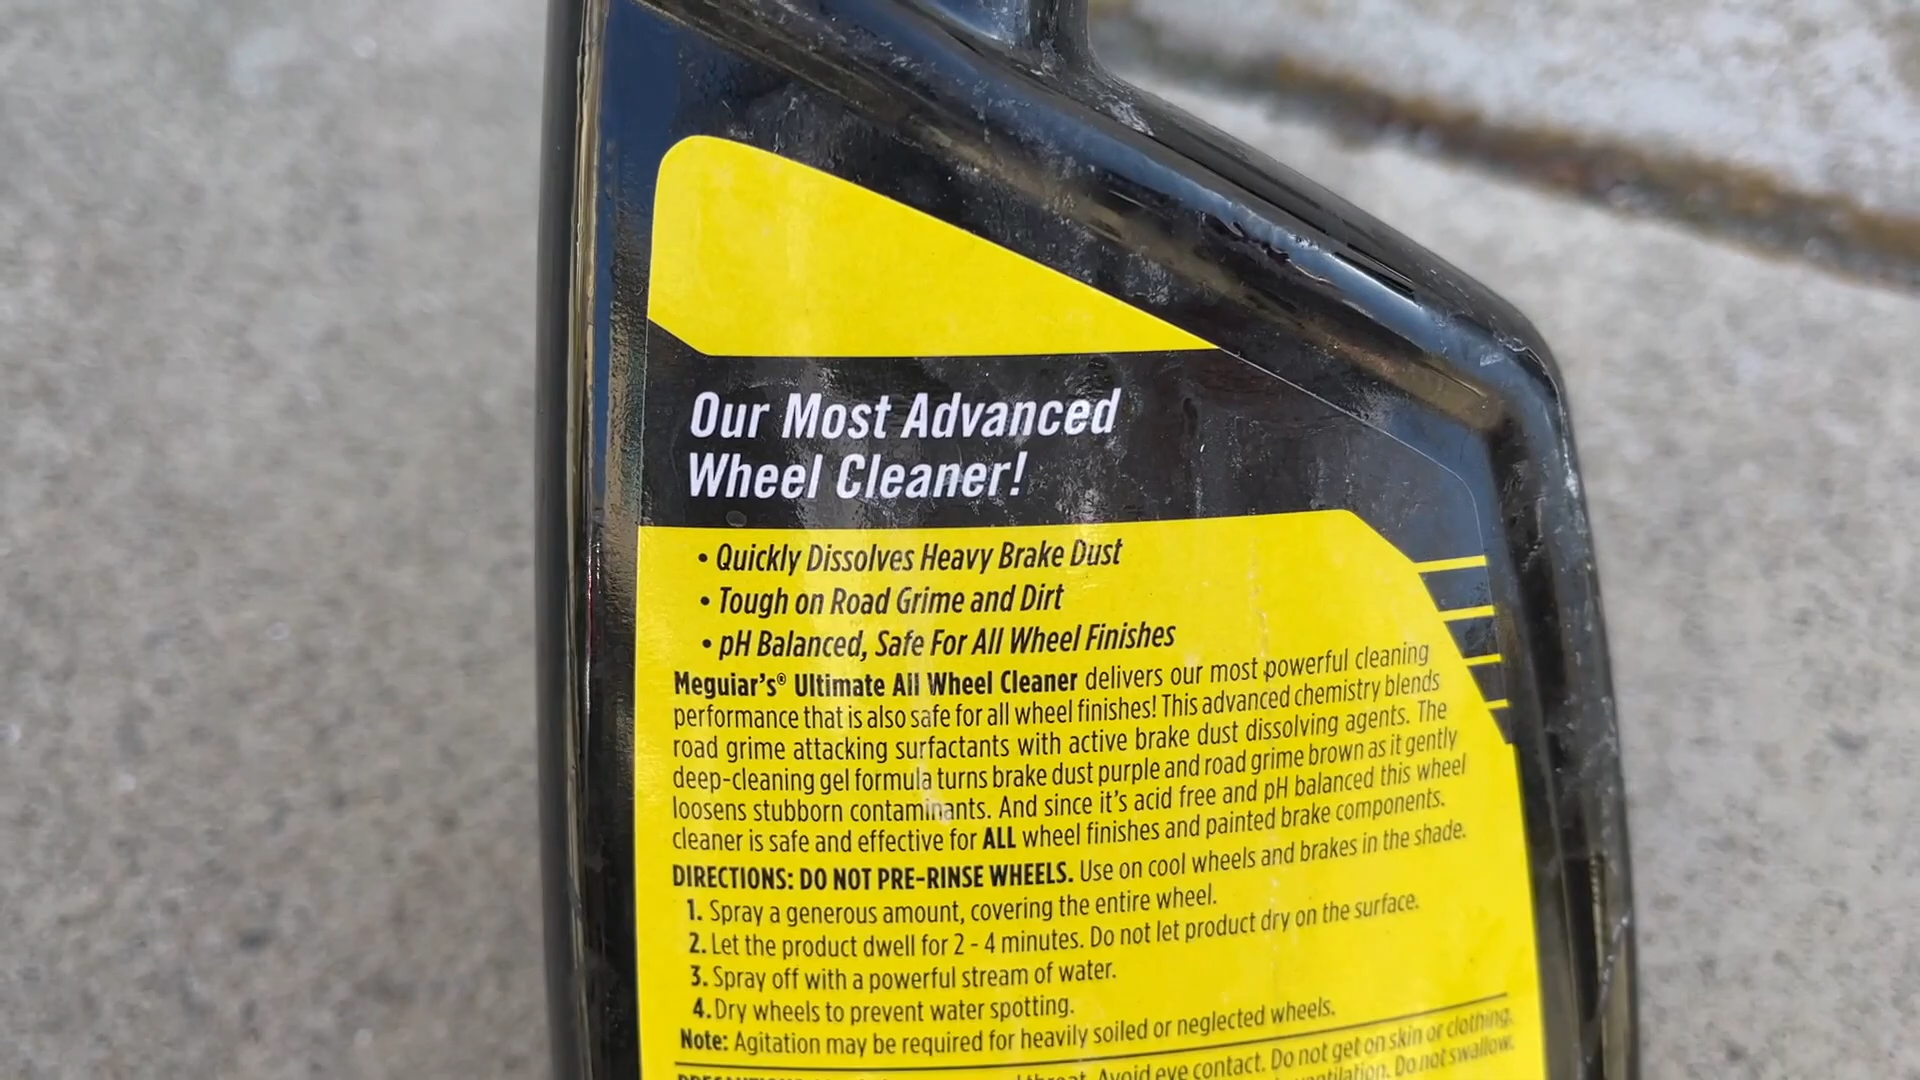 Our Most Advanced
Wheel Cleaner!
• Quickly Dissolves Heavy Brake Dust
• Tough on Road Grime and Dirt
• pH Balanced, Safe For All Wheel Finishes
Meguiar's® Ultimate All Wheel Cleaner delivers our most powerful cleaning
performance that is also safe for all wheel finishes! This advanced chemistry blends
road grime attacking surfactants with active brake dust dissolving agents. The
deep-cleaning gel formula turns brake dust purple and road grime brown as it gently
loosens stubborn contaminants. And since it's acid free and pH balanced this wheel
cleaner is safe and effective for ALL wheel finishes and painted brake components.
DIRECTIONS: DO NOT PRE-RINSE WHEELS. Use on cool wheels and brakes in the shade.
1. Spray a generous amount, covering the entire wheel.
2. Let the product dwell for 2 - 4 minutes. Do not let product dry on the surface.
3. Spray off with a powerful stream of water.
4. Dry wheels to prevent water spotting.
Note: Agitation may be required for heavily soiled or neglected wheels.
Avoid eye contact. Do not get on skin or clothing.
Do not swallow.